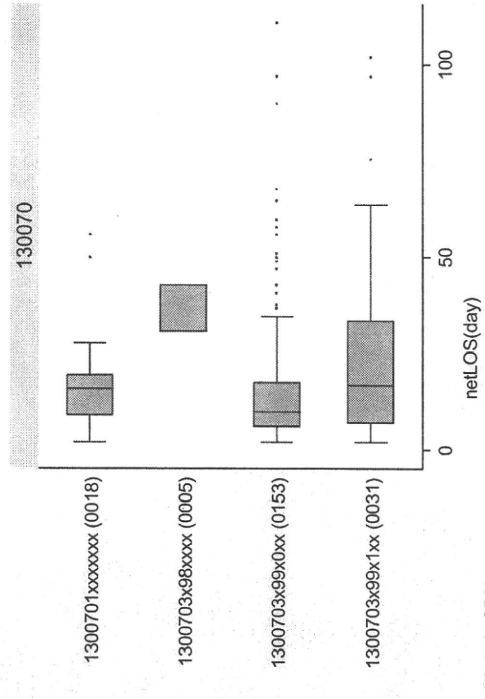 130070
1300701xxxxxxx (0018)
1300703x98xxxx (0005)
1300703x99x0xx (0153)
1300703x99x1xx (0031)
0
50
100
netLOS(day)